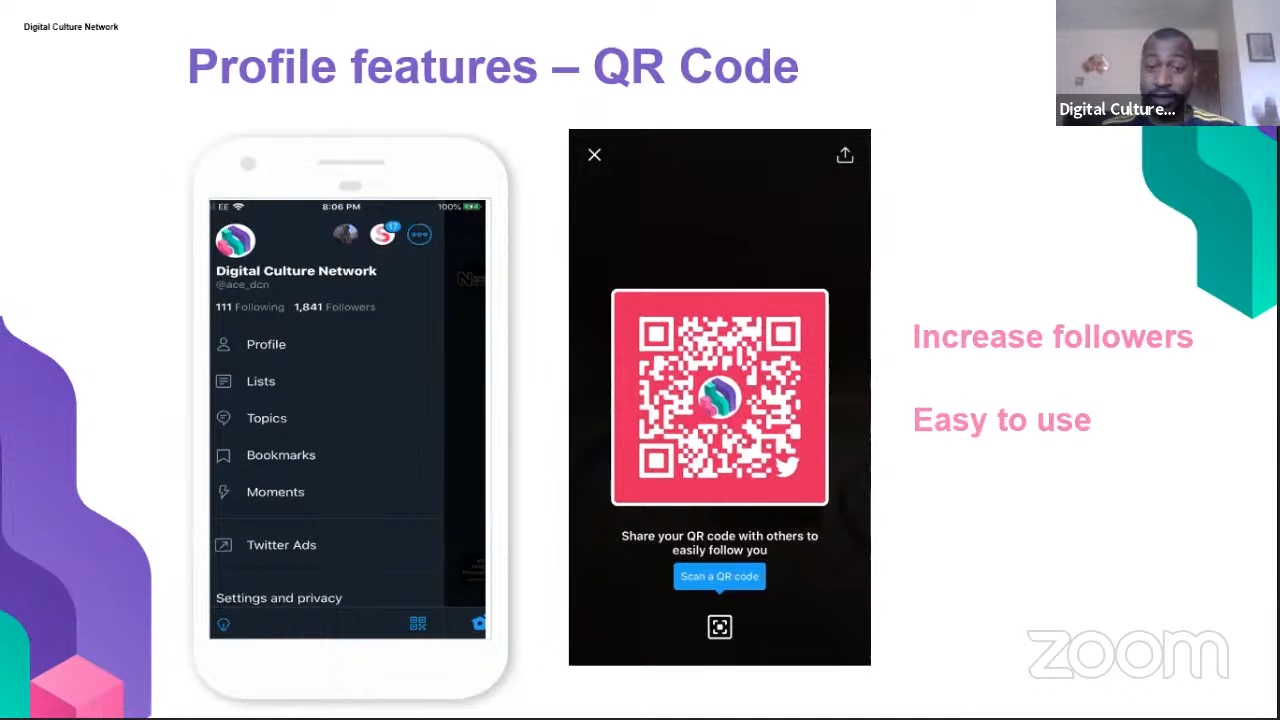 Digital Culture Network
Profile features – QR Code
Digital Culture...
EE
8:06 PM
100%
17
Digital Culture Network
@ace_dcn
111 Following 1,841 Followers
Profile
Lists
Topics
Bookmarks
Moments
Twitter Ads
Settings and privacy
Share your QR code with others to
easily follow you
Scan a QR code
Increase followers
Easy to use
zoom